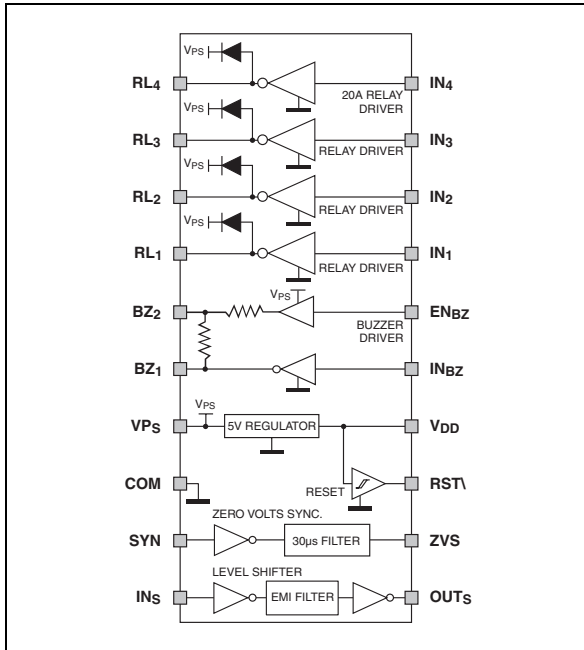 VPS
RL4 IN4
20A RELAY DRIVER
VPS
RL3 IN3
RELAY DRIVER
VPS
RL2 IN2
RELAY DRIVER
VPS
RL1 IN1
RELAY DRIVER
VPS
BZ2 ENBZ
BUZZER DRIVER
BZ1 INBZ
VPS
VPS 5V REGULATOR VDD
COM RESET RST\
ZERO VOLTS SYNC.
SYN 30µs FILTER ZVS
LEVEL SHIFTER
INS EMI FILTER OUTS